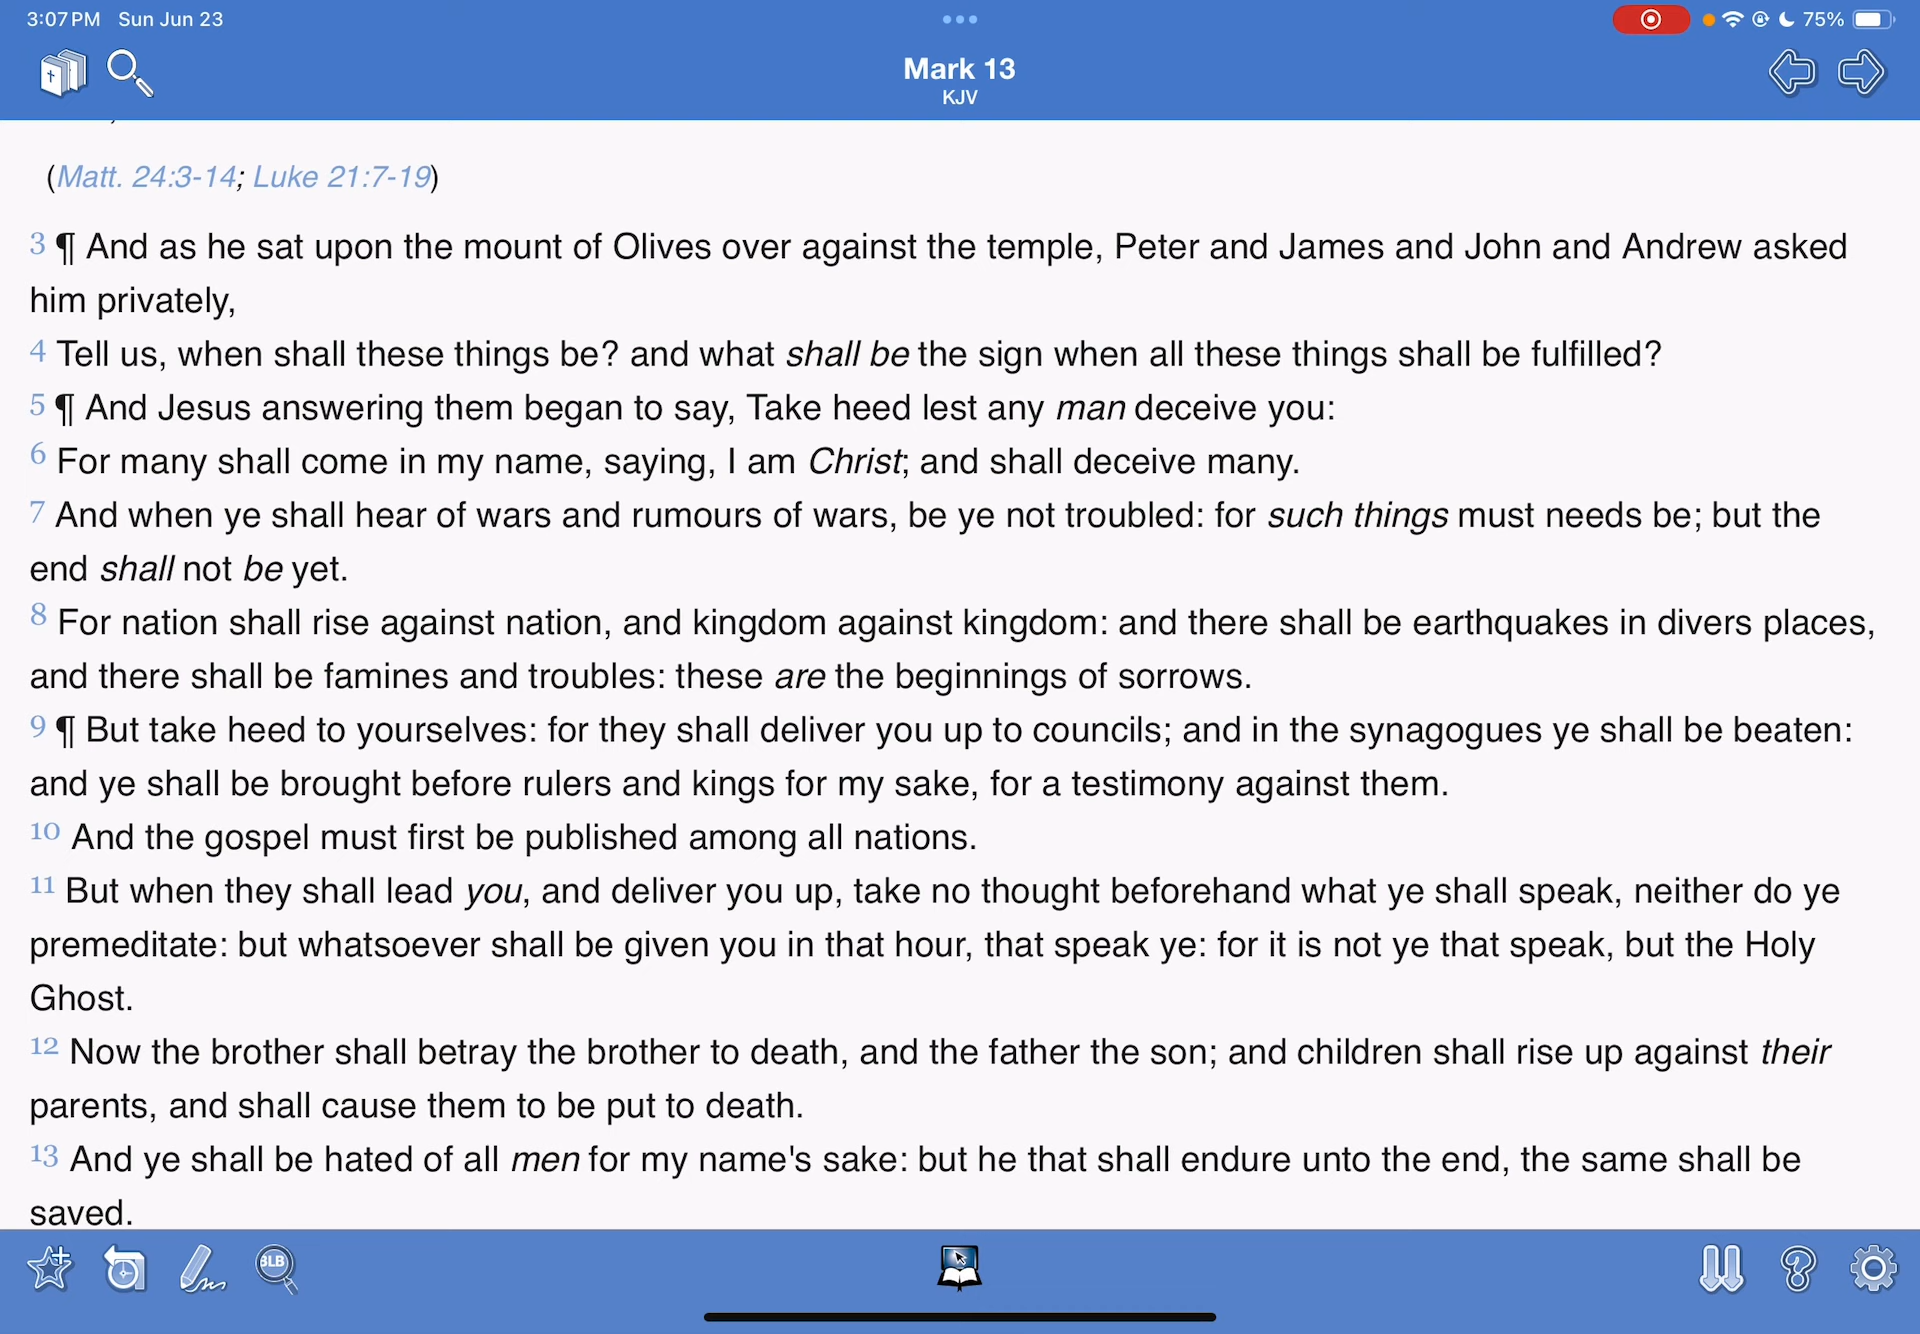 3:07 PM Sun Jun 23
75%
Mark 13
KJV
(Matt. 24:3-14; Luke 21:7-19)
3 ¶ And as he sat upon the mount of Olives over against the temple, Peter and James and John and Andrew asked
him privately,
4 Tell us, when shall these things be? and what shall be the sign when all these things shall be fulfilled?
5 ¶ And Jesus answering them began to say, Take heed lest any man deceive you:
6 For many shall come in my name, saying, I am Christ; and shall deceive many.
7 And when ye shall hear of wars and rumours of wars, be ye not troubled: for such things must needs be; but the
end shall not be yet.
8 For nation shall rise against nation, and kingdom against kingdom: and there shall be earthquakes in divers places,
and there shall be famines and troubles: these are the beginnings of sorrows.
9 ¶ But take heed to yourselves: for they shall deliver you up to councils; and in the synagogues ye shall be beaten:
and ye shall be brought before rulers and kings for my sake, for a testimony against them.
10 And the gospel must first be published among all nations.
11 But when they shall lead you, and deliver you up, take no thought beforehand what ye shall speak, neither do ye
premeditate: but whatsoever shall be given you in that hour, that speak ye: for it is not ye that speak, but the Holy
Ghost.
12 Now the brother shall betray the brother to death, and the father the son; and children shall rise up against their
parents, and shall cause them to be put to death.
13 And ye shall be hated of all men for my name's sake: but he that shall endure unto the end, the same shall be
saved.
BLB